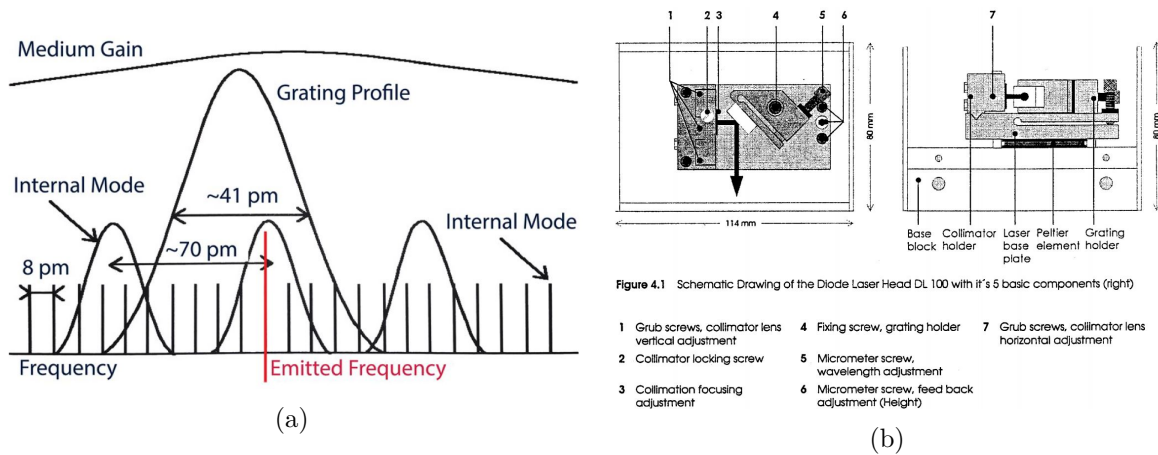 Medium Gain
Grating Profile
Internal Mode
~41 pm
Internal Mode
~70 pm
8 pm
Frequency
Emitted Frequency
(a)
1 2 3 4 5 6 7
80 mm
80 mm
114 mm
Base block
Collimator holder
Laser base plate
Peltier element
Grating holder
Figure 4.1 Schematic Drawing of the Diode Laser Head DL 100 with it´s 5 basic components (right)
1 Grub screws, collimator lens
vertical adjustment
2 Collimator locking screw
3 Collimation focusing
adjustment
4 Fixing screw, grating holder
5 Micrometer screw,
wavelength adjustment
6 Micrometer screw, feed back
adjustment (Height)
7 Grub screws, collimator lens
horizontal adjustment
(b)